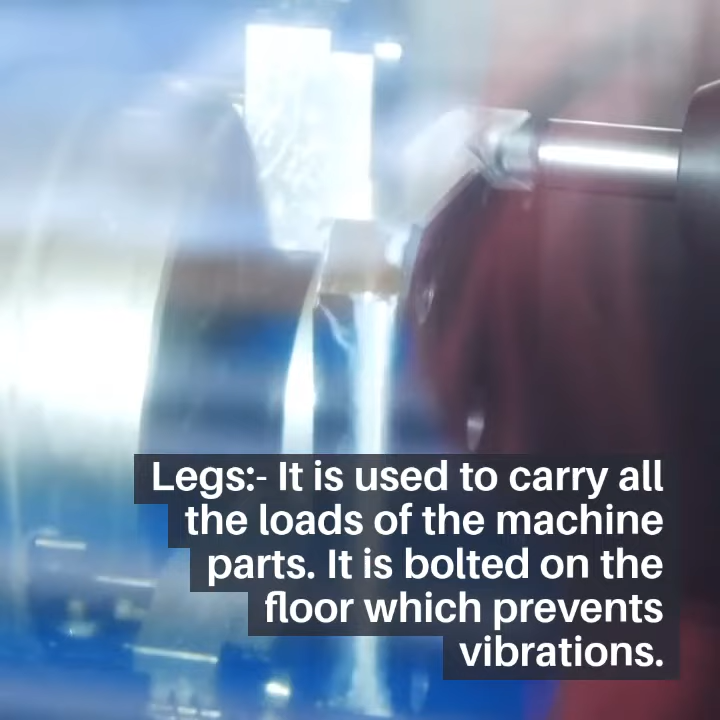 Legs:- It is used to carry all
the loads of the machine
parts. It is bolted on the
floor which prevents
vibrations.